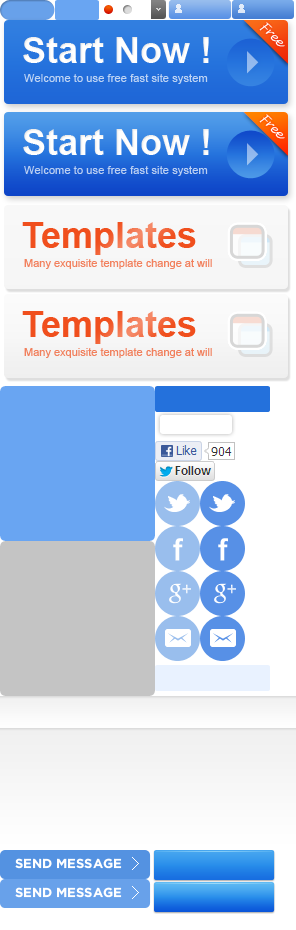 Start Now !
Free
Welcome to use free fast site system
Start Now !
Free
Welcome to use free fast site system
Templates
Many exquisite template change at will
Templates
Many exquisite template change at will
Like 904
Follow
f f
g+ g+
SEND MESSAGE
SEND MESSAGE